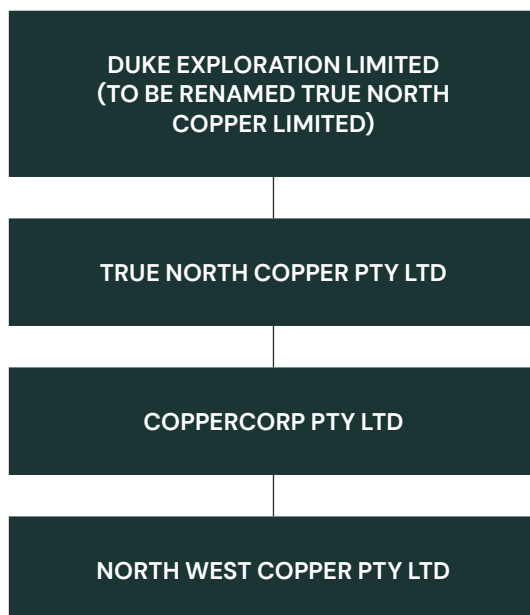 DUKE EXPLORATION LIMITED
(TO BE RENAMED TRUE NORTH
COPPER LIMITED)
TRUE NORTH COPPER PTY LTD
COPPERCORP PTY LTD
NORTH WEST COPPER PTY LTD